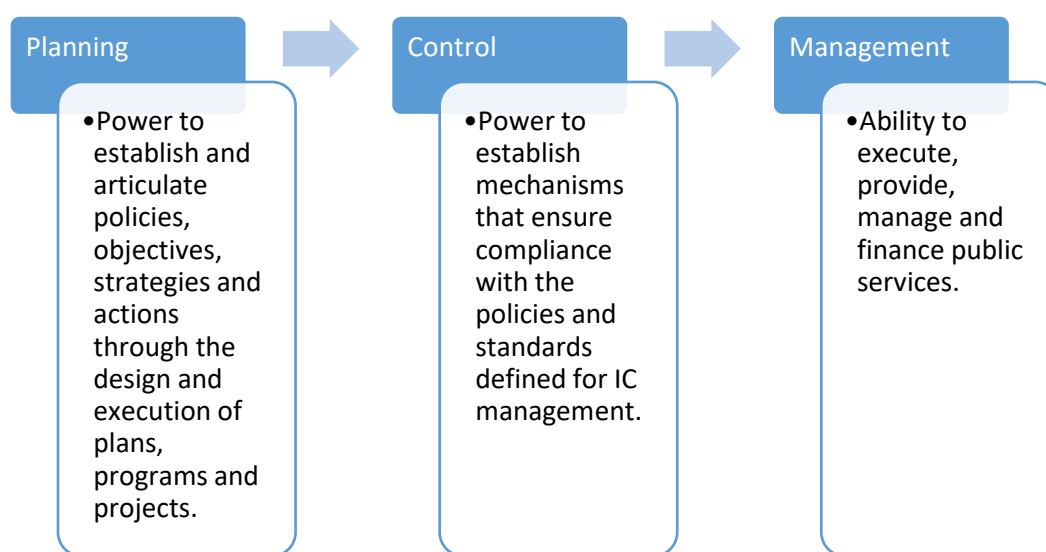 Planning
•Power to
establish and
articulate
policies,
objectives,
strategies and
actions
through the
design and
execution of
plans,
programs and
projects.
Control
•Power to
establish
mechanisms
that ensure
compliance
with the
policies and
standards
defined for IC
management.
Management
•Ability to
execute,
provide,
manage and
finance public
services.